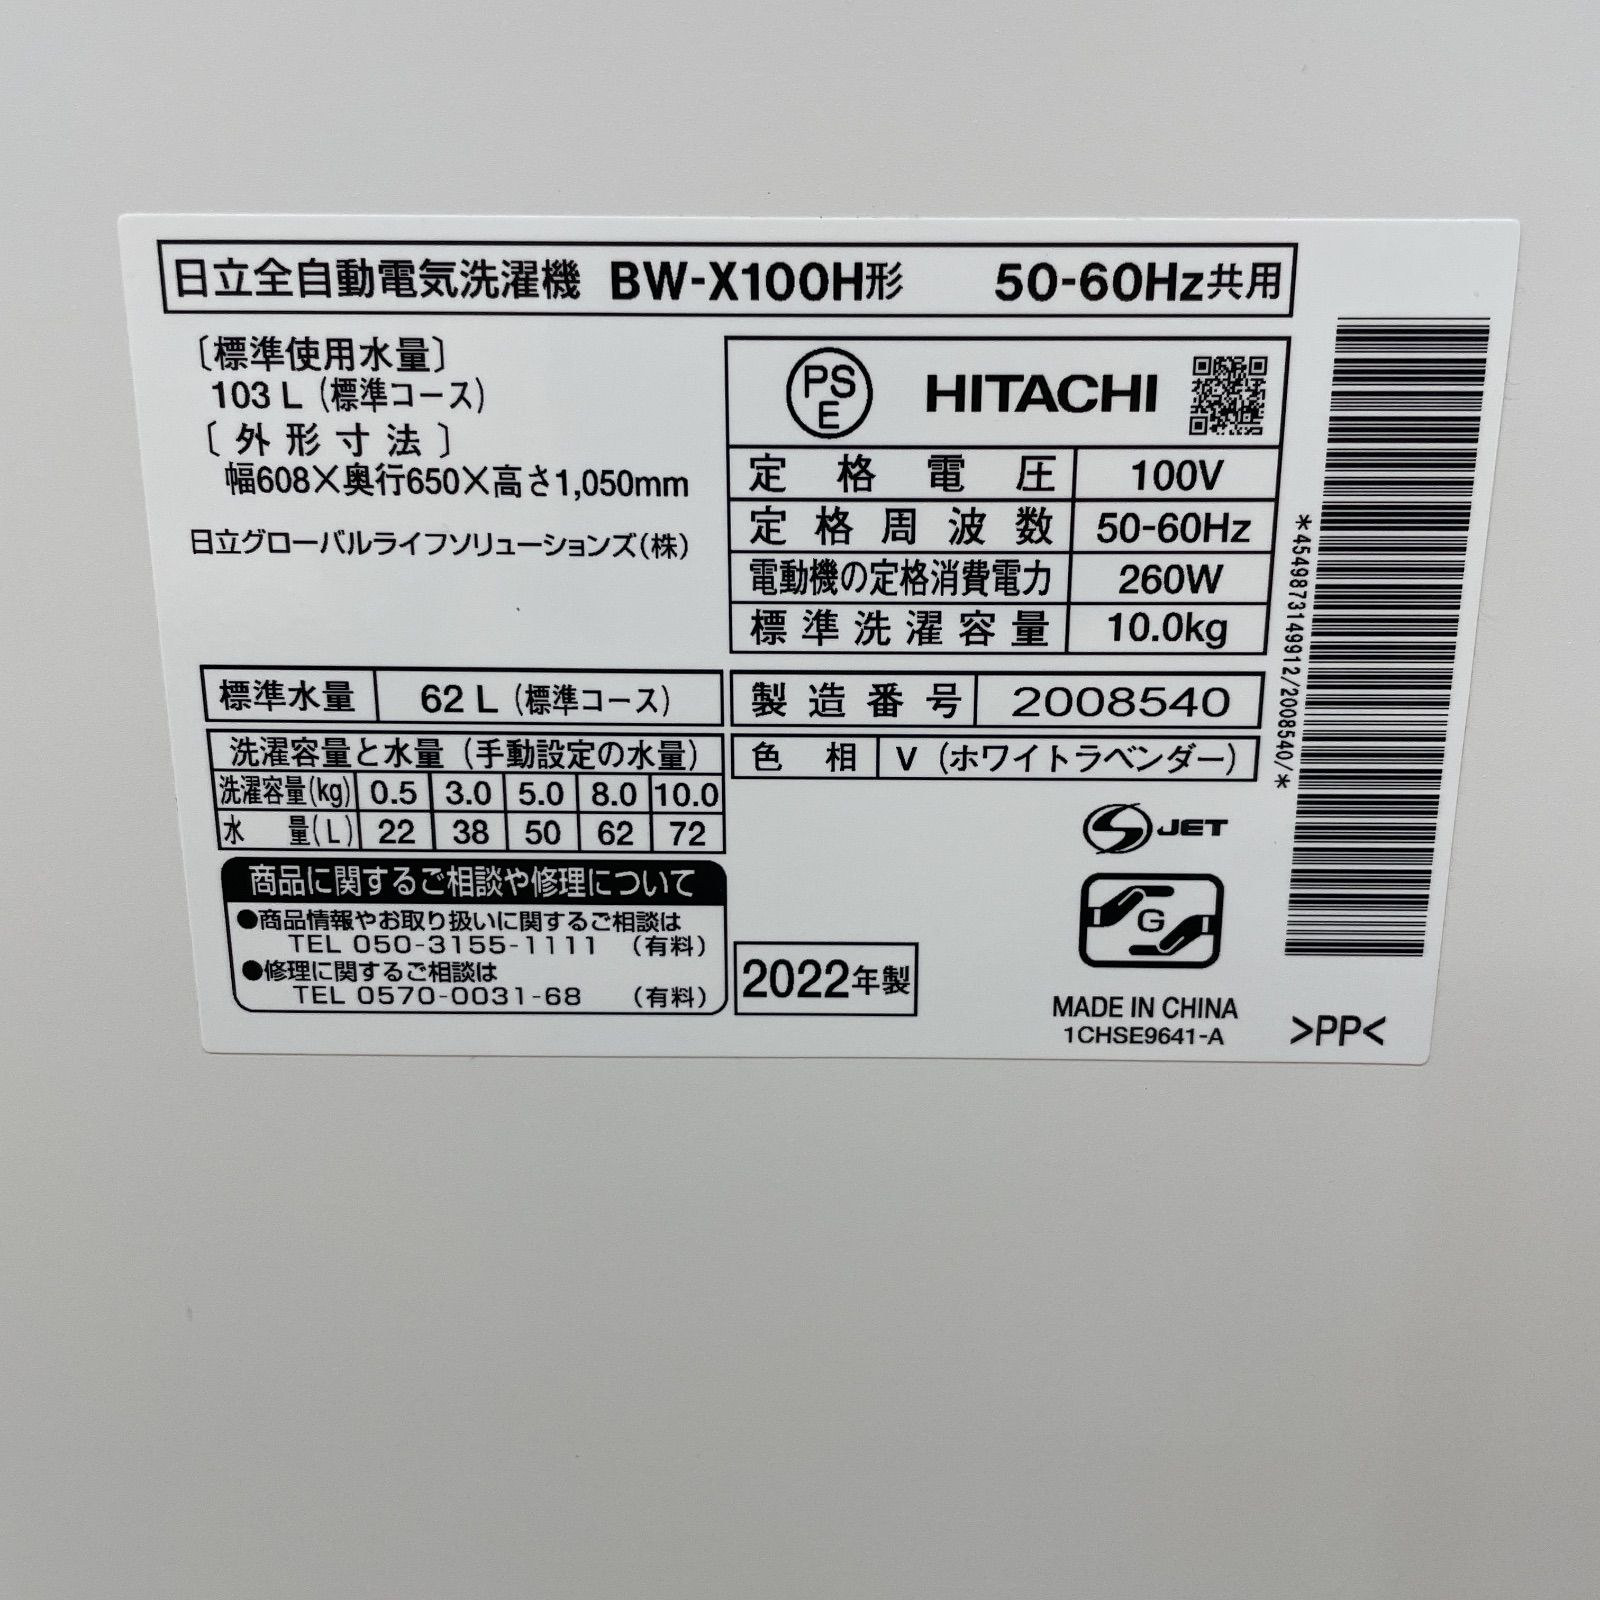 日立全自動電気洗濯機 BW-X100H形 50-60Hz共用
〔標準使用水量〕
103 L (標準コース)
〔外形寸法〕
幅608×奥行650×高さ1,050mm
日立グローバルライフソリューションズ(株)
PS
E
HITACHI
定格電圧 100V
定格周波数 50-60Hz
電動機の定格消費電力 260W
標準洗濯容量 10.0kg
標準水量 62 L (標準コース)
製造番号 2008540
色相 V (ホワイトラベンダー)
洗濯容量と水量 (手動設定の水量)
洗濯容量(kg) 0.5 3.0 5.0 8.0 10.0
水量(L) 22 38 50 62 72
商品に関するご相談や修理について
●商品情報やお取り扱いに関するご相談は
TEL 050-3155-1111 (有料)
●修理に関するご相談は
TEL 0570-0031-68 (有料)
2022年製
S JET
G
MADE IN CHINA
1CHSE9641-A
>PP<
*4549873149912/2008540/*